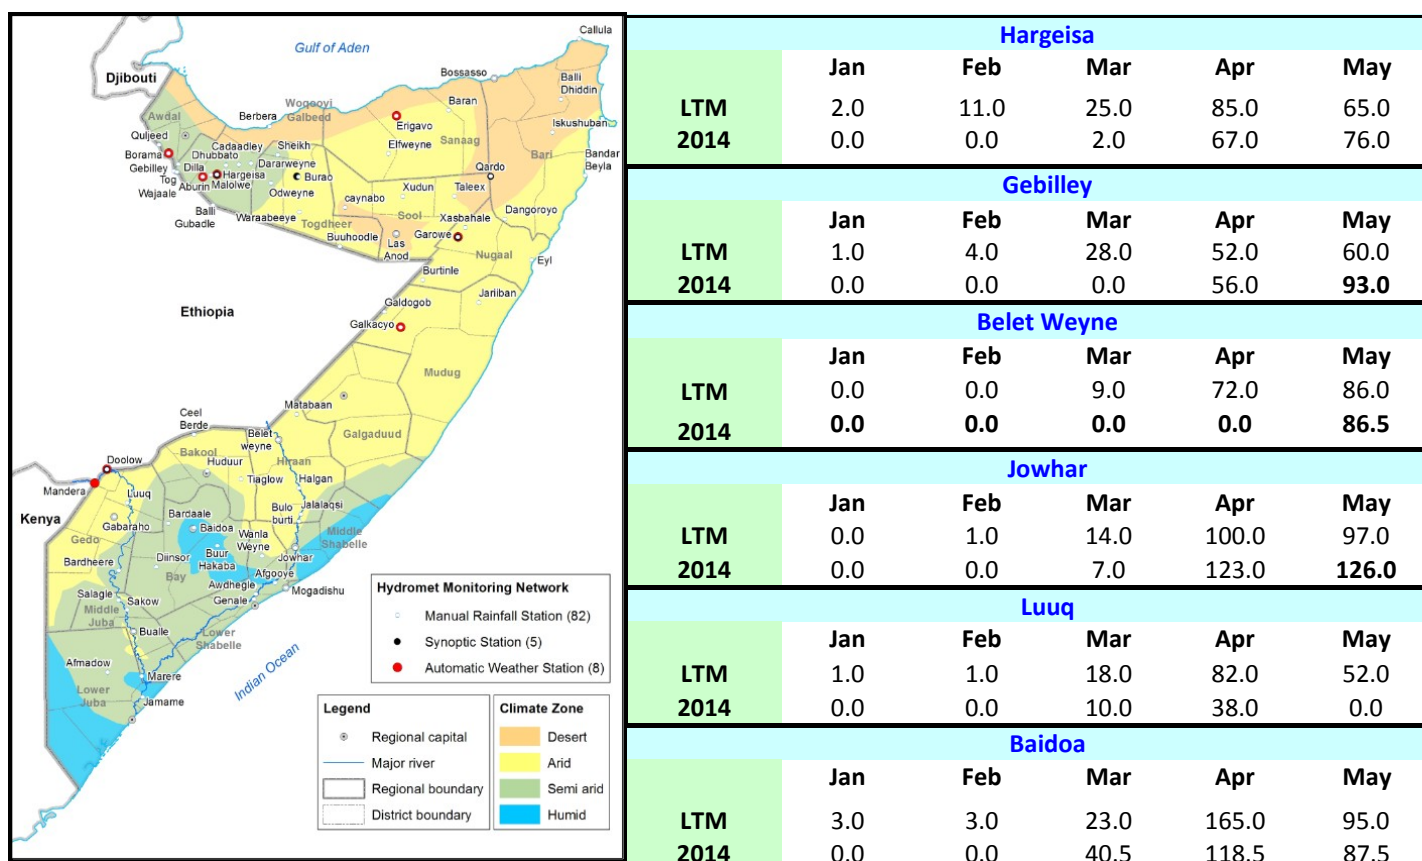 Callula
Gulf of Aden
Djibouti
Bossasso
Balli
Dhiddin
Woqooyi
Galbeed
Baran
Awdal
Berbera
Erigavo
Iskushuban
Quljeed
Cadaadley
Sheikh
Elfweyne
Sanaag
Bari
Borama
Dhubbato
Bandar
Beyla
Gebilley
Dilla
Hargeisa
Dararweyne
Burao
Qardo
Tog
Wajaale
Aburin
Malolwe
Odweyne
Xudun
Taleex
Balli
Gubadle
Waraabeeye
caynabo
Togdheer
Sool
Xasbahale
Dangoroyo
Buuhoodle
Las
Anod
Garowe
Nugaal
Eyl
Burtinle
Jariiban
Ethiopia
Galdogob
Galkacyo
Mudug
Matabaan
Ceel
Berde
Belet
weyne
Galgaduud
Bakool
Hiraan
Doolow
Huduur
Mandera
Tiaglow
Halgan
Luuq
Kenya
Bulo
burti
Jalalaqsi
Gabaraho
Bardaale
Baidoa
Wanla
Weyne
Middle
Shabelle
Gedo
Buur
Hakaba
Jowhar
Bardheere
Diinsor
Bay
Afgooye
Awdhegle
Mogadishu
Salagle
Sakow
Genale
Middle
Juba
Bualle
Lower
Shabelle
Afmadow
Marere
Indian Ocean
Lower
Juba
Jamame
Hydromet Monitoring Network
Manual Rainfall Station (82)
Synoptic Station (5)
Automatic Weather Station (8)
Legend
Regional capital
Major river
Regional boundary
District boundary
Climate Zone
Desert
Arid
Semi arid
Humid
Hargeisa
Jan Feb Mar Apr May
LTM 2.0 11.0 25.0 85.0 65.0
2014 0.0 0.0 2.0 67.0 76.0
Gebilley
Jan Feb Mar Apr May
LTM 1.0 4.0 28.0 52.0 60.0
2014 0.0 0.0 0.0 56.0 93.0
Belet Weyne
Jan Feb Mar Apr May
LTM 0.0 0.0 9.0 72.0 86.0
2014 0.0 0.0 0.0 0.0 86.5
Jowhar
Jan Feb Mar Apr May
LTM 0.0 1.0 14.0 100.0 97.0
2014 0.0 0.0 7.0 123.0 126.0
Luuq
Jan Feb Mar Apr May
LTM 1.0 1.0 18.0 82.0 52.0
2014 0.0 0.0 10.0 38.0 0.0
Baidoa
Jan Feb Mar Apr May
LTM 3.0 3.0 23.0 165.0 95.0
2014 0.0 0.0 40.5 118.5 87.5